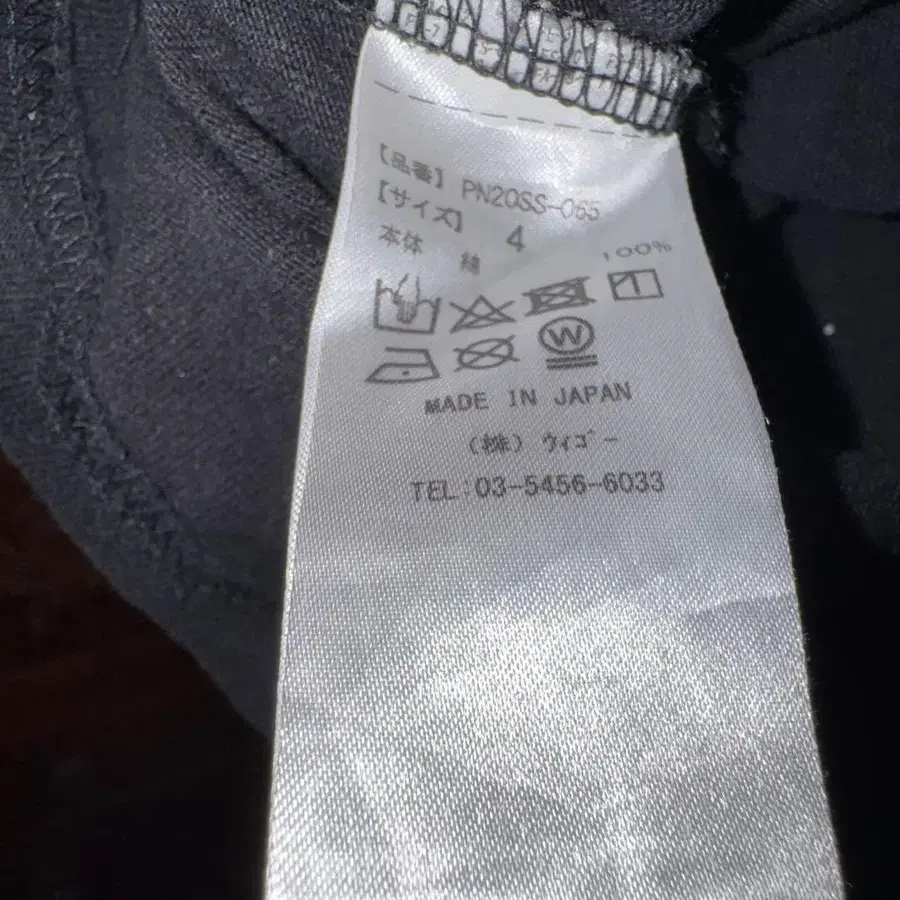 【品番】 PN20SS-065
【サイズ】 4
本体 綿 100%
W
MADE IN JAPAN
(株) ウィゴー
TEL:03-5456-6033